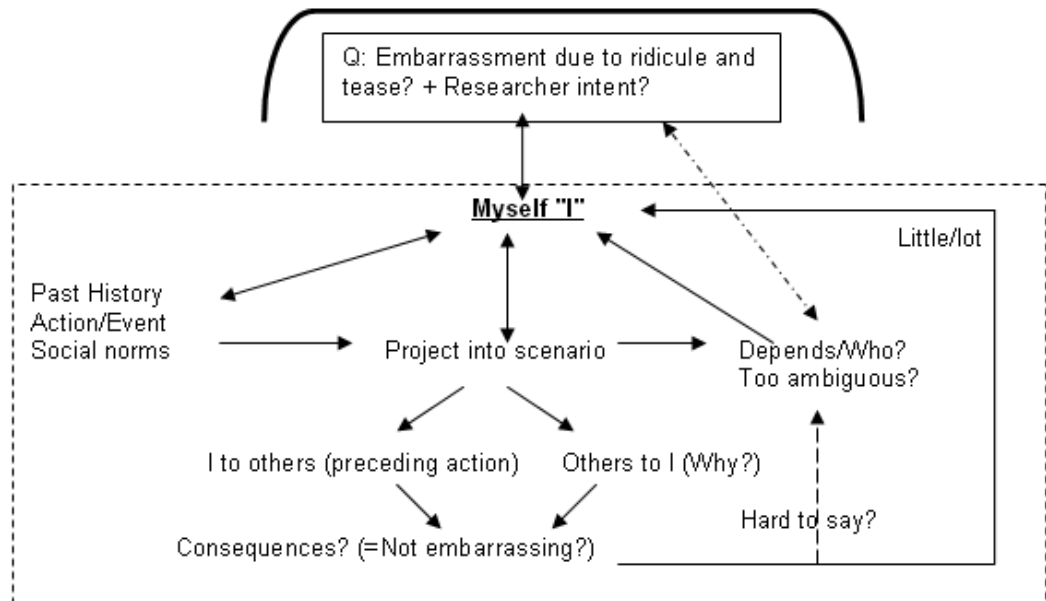 Q: Embarrassment due to ridicule and
tease? + Researcher intent?
Myself "I"
Little/lot
Past History
Action/Event
Social norms
Project into scenario
Depends/Who?
Too ambiguous?
I to others (preceding action)
Others to I (Why?)
Hard to say?
Consequences? (=Not embarrassing?)